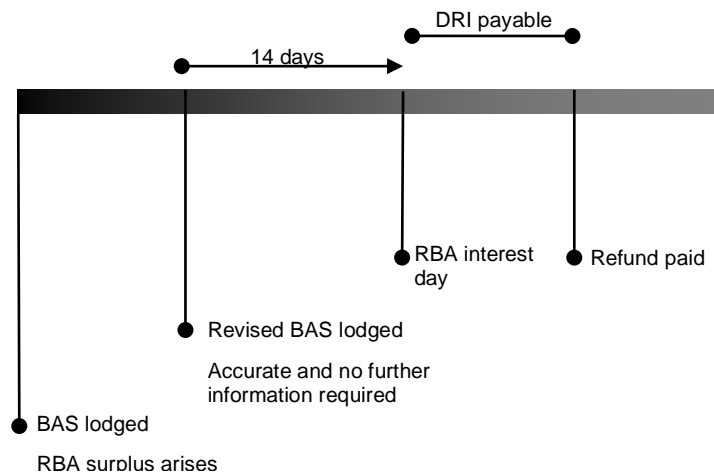 DRI payable
14 days
RBA interest
day
Refund paid
Revised BAS lodged
Accurate and no further
information required
BAS lodged
RBA surplus arises